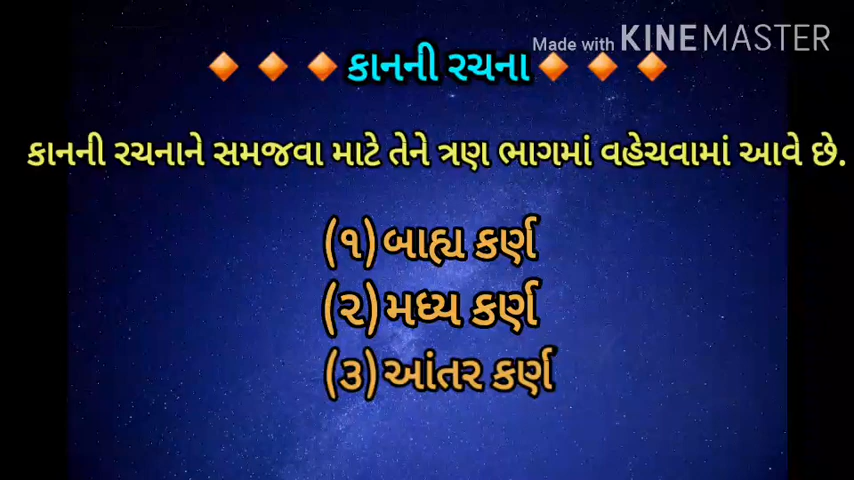 Made with KINEMASTER
🔸🔸🔸કાનની રચના🔸🔸🔸
કાનની રચનાને સમજવા માટે તેને ત્રણ ભાગમાં વહેચવામાં આવે છે.
(૧)બાહ્ય કર્ણ
(૨)મધ્ય કર્ણ
(૩)આંતર કર્ણ